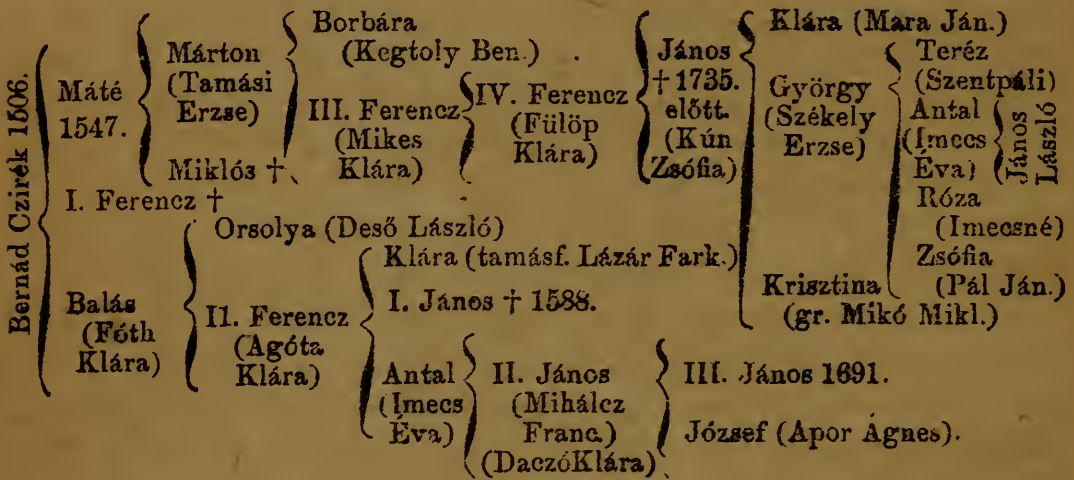 Bernád Czirék 1506.
Máté
1547.
I. Ferencz †
Balás
(Fóth
Klára)
Márton
(Tamási
Erzse)
Miklós †
Orsolya (Deső László)
II. Ferencz
(Agóta
Klára)
Borbára
(Kegtoly Ben.)
III. Ferencz
(Mikes
Klára)
Klára (tamásf. Lázár Fark.)
I. János † 1588.
Antal
(Imecs
Éva)
IV. Ferencz
(Fülöp
Klára)
II. János
(Mihálcz
Franc.)
(DaczóKlára)
János
† 1735.
előtt.
(Kún
Zsófia)
III. János 1691.
József (Apor Ágnes).
Klára (Mara Ján.)
György
(Székely
Erzse)
Krisztina
(gr. Mikó Mikl.)
Teréz
(Szentpáli)
Antal
(Imecs
Éva)
Róza
(Imecsné)
Zsófia
(Pál Ján.)
János
László